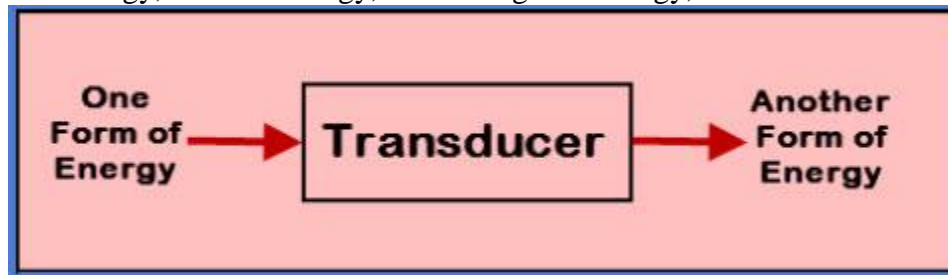 One
Form of
Energy
Transducer
Another
Form of
Energy